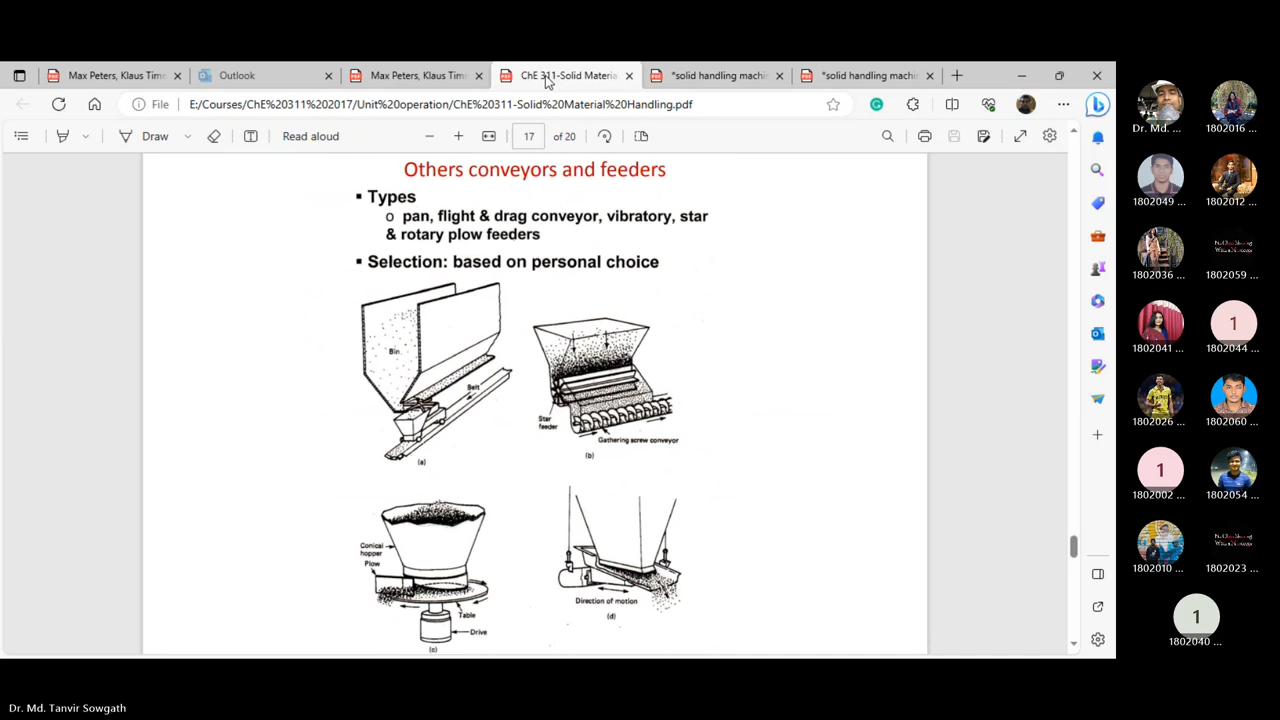 Max Peters, Klaus Tim
Outlook
Max Peters, Klaus Tim
ChE 311-Solid Materia
*solid handling machi
*solid handling machi
File
E:/Courses/ChE%20311%202017/Unit%20operation/ChE%20311-Solid%20Material%20Handling.pdf
Draw
Read aloud
17
of 20
Others conveyors and feeders
▪ Types
o pan, flight & drag conveyor, vibratory, star
& rotary plow feeders
▪ Selection: based on personal choice
Bin
Belt
(a)
Star
feeder
Gathering screw conveyor
(b)
Conical
hopper
Plow
Table
Drive
(c)
Direction of motion
(d)
Dr. Md. ...
1802016 ...
1802049 ...
1802012 ...
1802036 ...
1802059 ...
1802041 ...
1
1802044 ...
1802026 ...
1802060 ...
1
1802002 ...
1802054 ...
1802010 ...
1802023 ...
1
1802040 ...
Dr. Md. Tanvir Sowgath